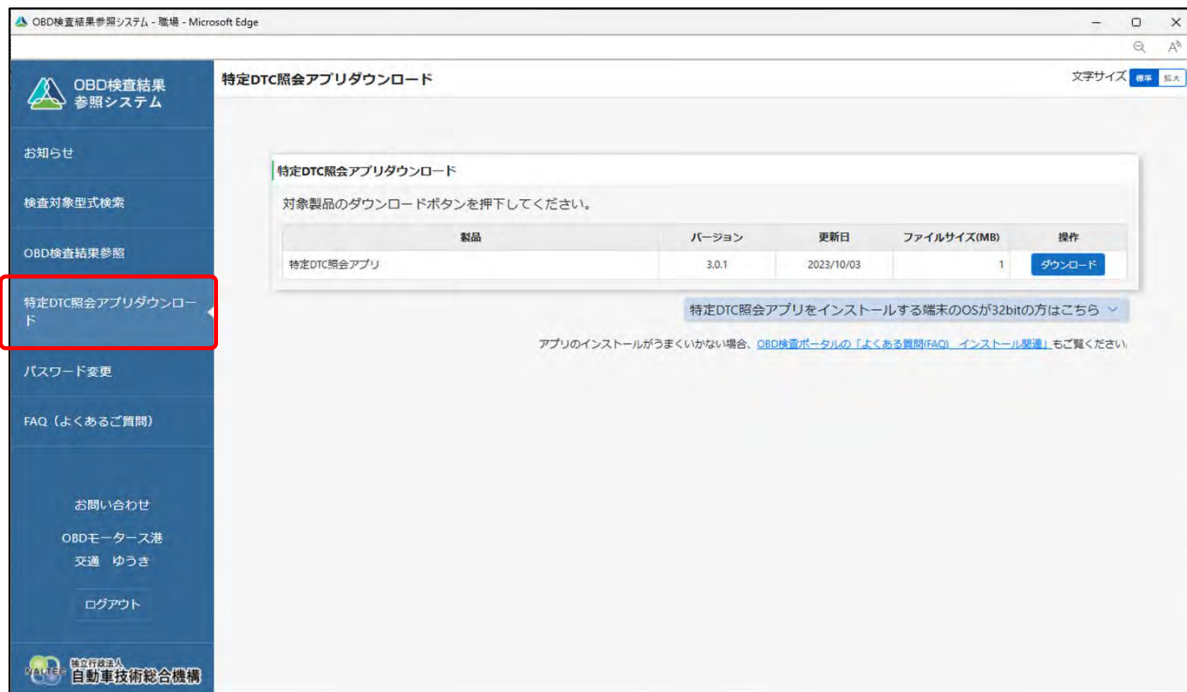 OBD検査結果参照システム - 職場 - Microsoft Edge
OBD検査結果
参照システム
お知らせ
検査対象型式検索
OBD検査結果参照
特定DTC照会アプリダウンロー
ド
パスワード変更
FAQ（よくあるご質問）
お問い合わせ
OBDモータース港
交通　ゆうき
ログアウト
NALTEC
独立行政法人
自動車技術総合機構
特定DTC照会アプリダウンロード
文字サイズ 標準 拡大
特定DTC照会アプリダウンロード
対象製品のダウンロードボタンを押下してください。
製品 バージョン 更新日 ファイルサイズ(MB) 操作
特定DTC照会アプリ 3.0.1 2023/10/03 1 ダウンロード
特定DTC照会アプリをインストールする端末のOSが32bitの方はこちら
アプリのインストールがうまくいかない場合、OBD検査ポータルの「よくある質問(FAQ)　インストール関連」もご覧ください。